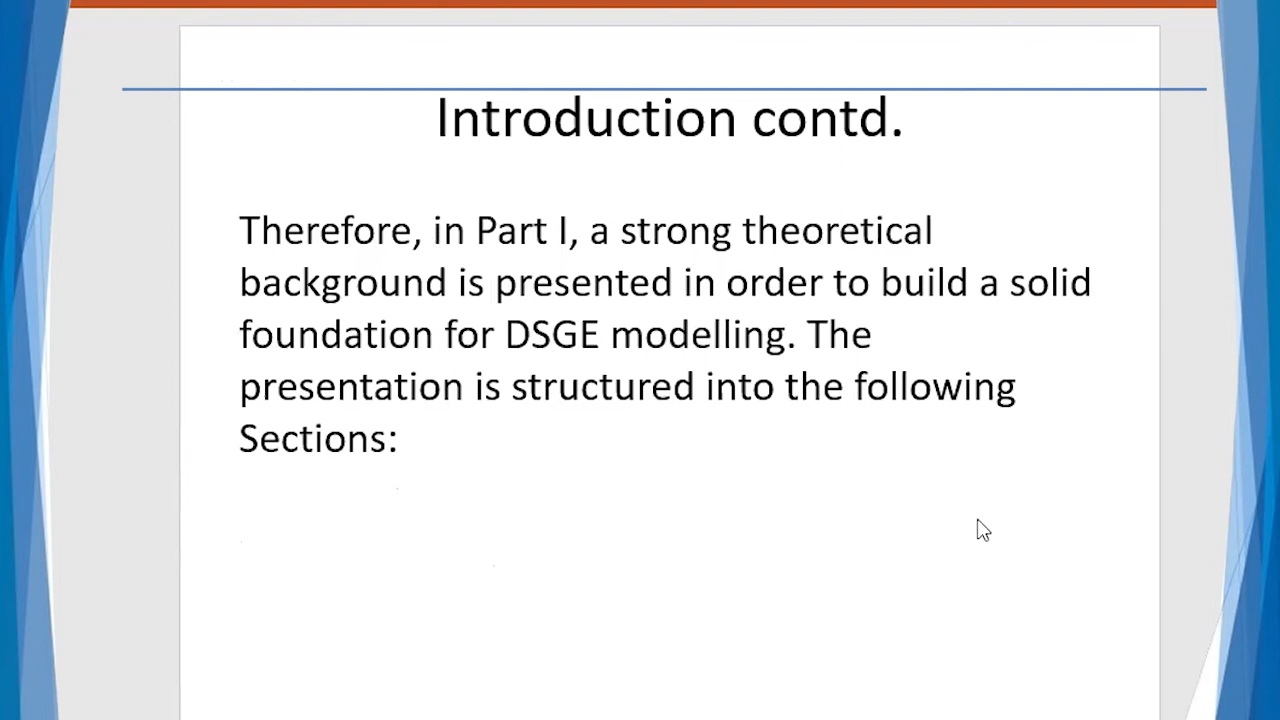 Introduction contd.
Therefore, in Part I, a strong theoretical
background is presented in order to build a solid
foundation for DSGE modelling. The
presentation is structured into the following
Sections: